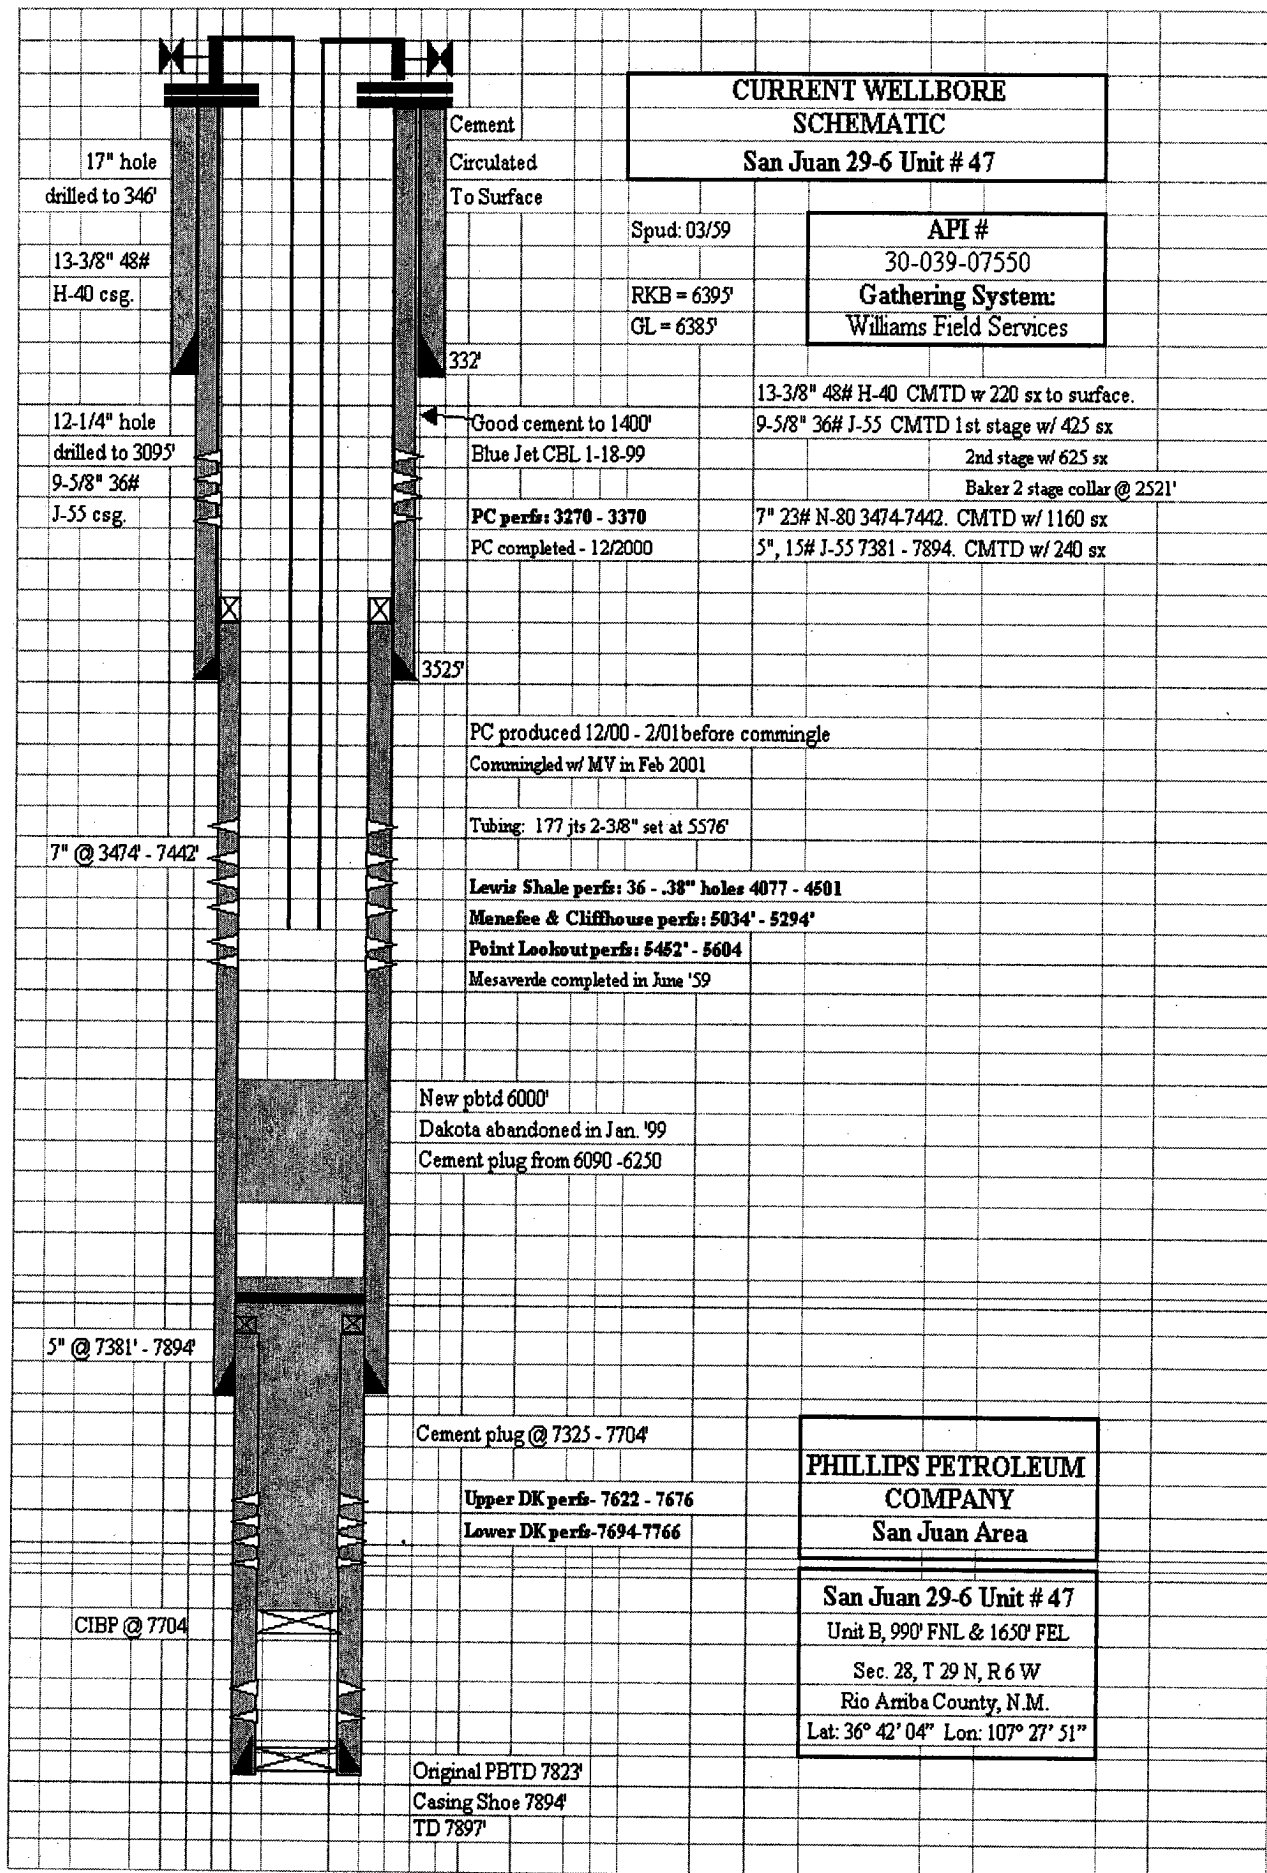 CURRENT WELLBORE
SCHEMATIC
San Juan 29-6 Unit # 47
Cement
Circulated
To Surface
17" hole
drilled to 346'
13-3/8" 48#
H-40 csg.
Spud: 03/59
RKB = 6395'
GL = 6385'
API #
30-039-07550
Gathering System:
Williams Field Services
332'
12-1/4" hole
drilled to 3095'
9-5/8" 36#
J-55 csg.
Good cement to 1400'
Blue Jet CBL 1-18-99
PC perfs: 3270 - 3370
PC completed - 12/2000
13-3/8" 48# H-40 CMTD w 220 sx to surface.
9-5/8" 36# J-55 CMTD 1st stage w/ 425 sx
2nd stage w/ 625 sx
Baker 2 stage collar @ 2521'
7" 23# N-80 3474-7442. CMTD w/ 1160 sx
5", 15# J-55 7381 - 7894. CMTD w/ 240 sx
3525'
PC produced 12/00 - 2/01 before commingle
Commingled w/ MV in Feb 2001
Tubing: 177 jts 2-3/8" set at 5576'
7" @ 3474' - 7442'
Lewis Shale perfs: 36 - .38" holes 4077 - 4501
Menefee & Cliffhouse perfs: 5034' - 5294'
Point Lookout perfs: 5452' - 5604
Mesaverde completed in June '59
New pbtd 6000'
Dakota abandoned in Jan. '99
Cement plug from 6090 -6250
5" @ 7381' - 7894'
Cement plug @ 7325 - 7704'
Upper DK perfs- 7622 - 7676
Lower DK perfs-7694-7766
CIBP @ 7704
PHILLIPS PETROLEUM
COMPANY
San Juan Area
San Juan 29-6 Unit # 47
Unit B, 990' FNL & 1650' FEL
Sec. 28, T 29 N, R 6 W
Rio Arriba County, N.M.
Lat: 36° 42' 04" Lon: 107° 27' 51"
Original PBTD 7823'
Casing Shoe 7894'
TD 7897'